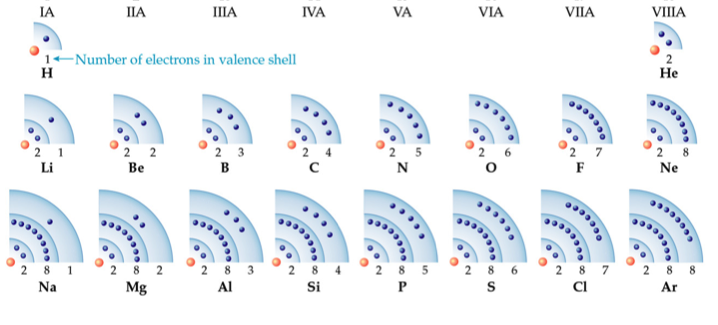 IA IIA IIIA IVA VA VIA VIIA VIIIA
1 Number of electrons in valence shell 2
H He
2 1 2 2 2 3 2 4 2 5 2 6 2 7 2 8
Li Be B C N O F Ne
2 8 1 2 8 2 2 8 3 2 8 4 2 8 5 2 8 6 2 8 7 2 8 8
Na Mg Al Si P S Cl Ar